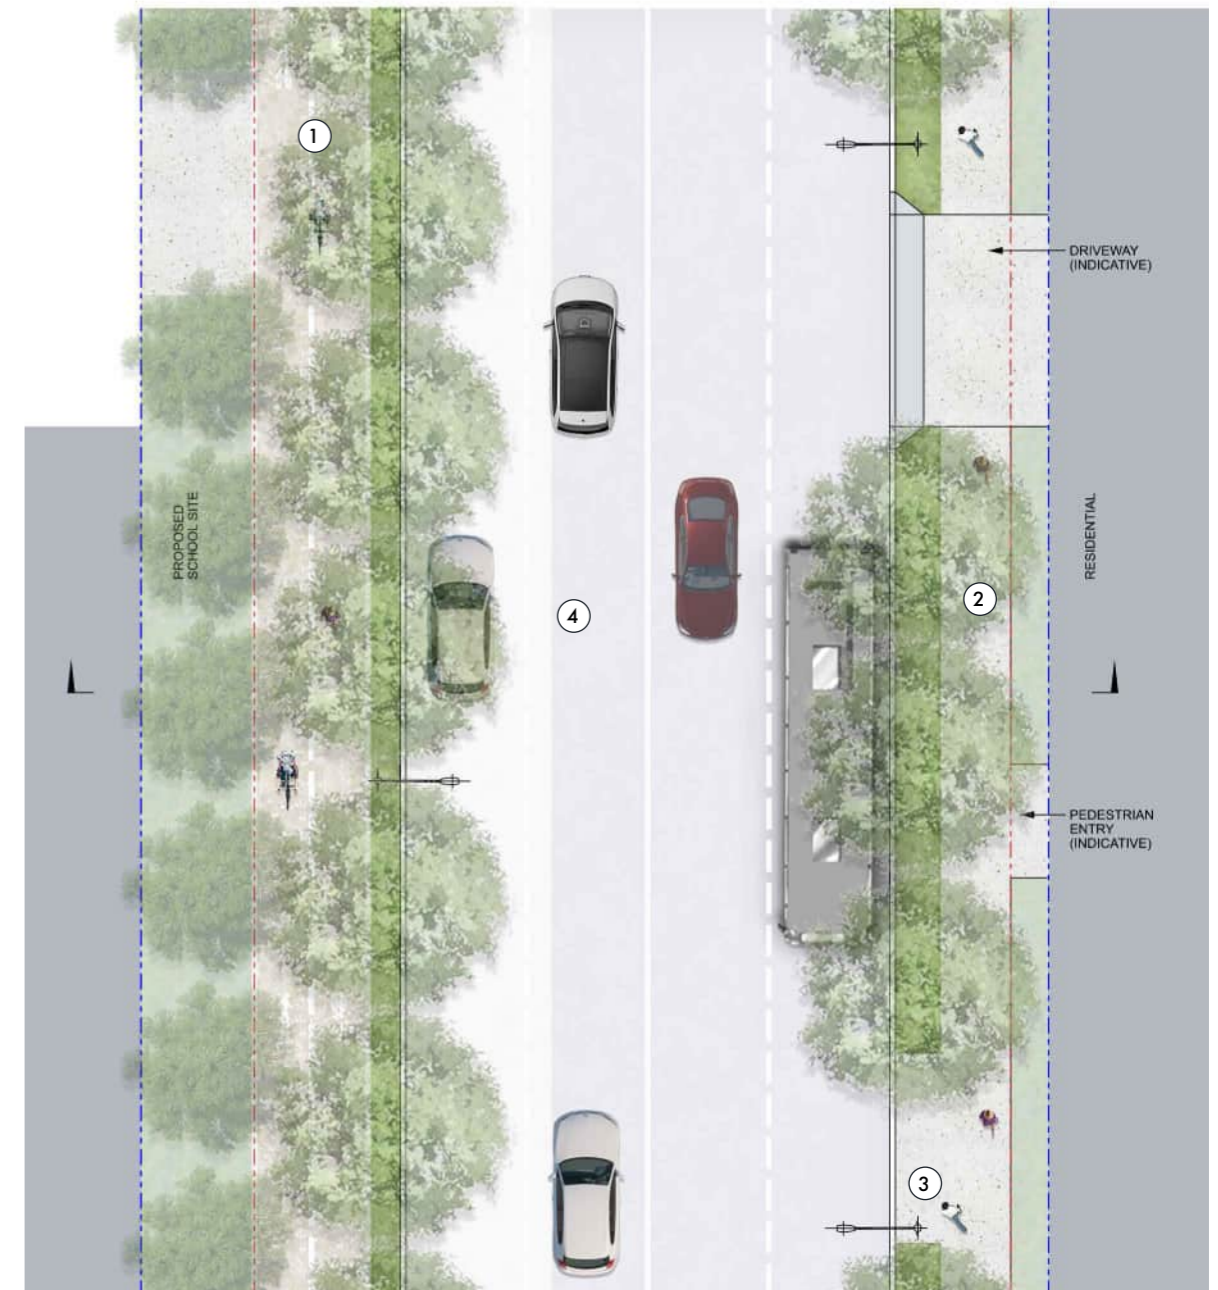 1
DRIVEWAY
(INDICATIVE)
PROPOSED
SCHOOL SITE
RESIDENTIAL
2
4
PEDESTRIAN
ENTRY
(INDICATIVE)
3